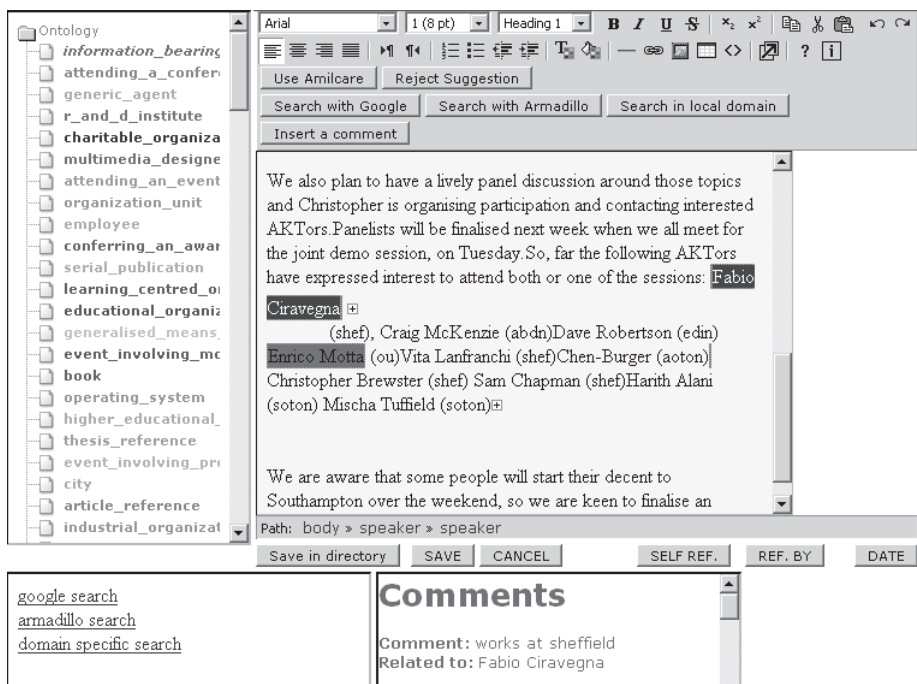 Ontology
information_bearing
attending_a_confer
generic_agent
r_and_d_institute
charitable_organiza
multimedia_designe
attending_an_event
organization_unit
employee
conferring_an_awar
serial_publication
learning_centred_o
educational_organiz
generalised_means_
event_involving_mo
book
operating_system
higher_educational_
thesis_reference
event_involving_pr
city
article_reference
industrial_organizat
Arial 1 (8 pt) Heading 1 B I U S x₂ x²
T ? i
Use Amilcare Reject Suggestion
Search with Google Search with Armadillo Search in local domain
Insert a comment
We also plan to have a lively panel discussion around those topics
and Christopher is organising participation and contacting interested
AKTors.Panelists will be finalised next week when we all meet for
the joint demo session, on Tuesday.So, far the following AKTors
have expressed interest to attend both or one of the sessions: Fabio
Ciravegna
(shef), Craig McKenzie (abdn)Dave Robertson (edin)
Enrico Motta (ou)Vita Lanfranchi (shef)Chen-Burger (aoton)
Christopher Brewster (shef) Sam Chapman (shef)Harith Alani
(soton) Mischa Tuffield (soton)
We are aware that some people will start their decent to
Southampton over the weekend, so we are keen to finalise an
Path: body » speaker » speaker
Save in directory SAVE CANCEL SELF REF. REF. BY DATE
google search
armadillo search
domain specific search
Comments
Comment: works at sheffield
Related to: Fabio Ciravegna